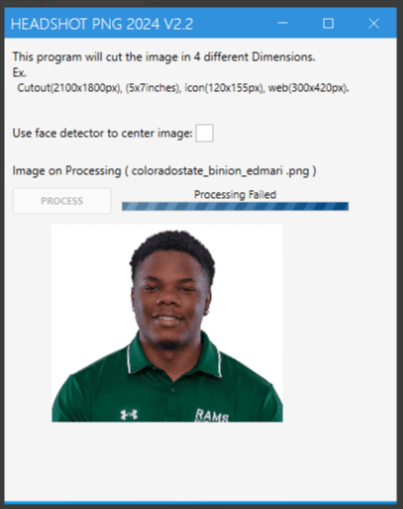 HEADSHOT PNG 2024 V2.2
This program will cut the image in 4 different Dimensions.
Ex.
Cutout(2100x1800px), (5x7inches), icon(120x155px), web(300x420px).
Use face detector to center image:
Image on Processing ( coloradostate_binion_edmari .png )
Processing Failed
PROCESS
RAMS